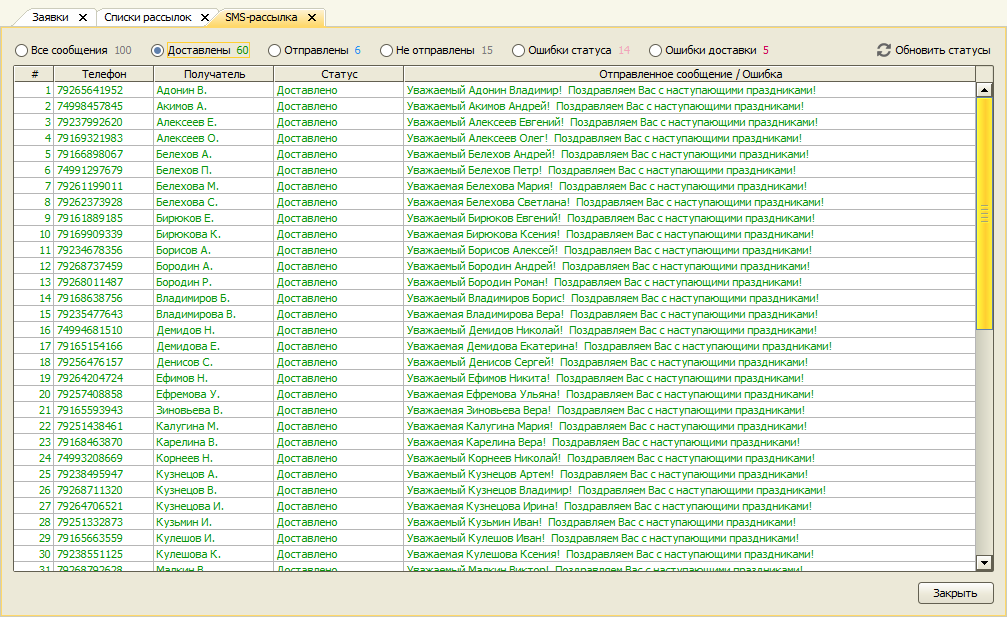 Заявки Списки рассылок SMS-рассылка
Все сообщения 100 Доставлены 60 Отправлены 6 Не отправлены 15 Ошибки статуса 14 Ошибки доставки 5 Обновить статусы
# Телефон Получатель Статус Отправленное сообщение / Ошибка
1 79265641952 Адонин В. Доставлено Уважаемый Адонин Владимир! Поздравляем Вас с наступающими праздниками!
2 74998457845 Акимов А. Доставлено Уважаемый Акимов Андрей! Поздравляем Вас с наступающими праздниками!
3 79237992620 Алексеев Е. Доставлено Уважаемый Алексеев Евгений! Поздравляем Вас с наступающими праздниками!
4 79169321983 Алексеев О. Доставлено Уважаемый Алексеев Олег! Поздравляем Вас с наступающими праздниками!
5 79166898067 Белехов А. Доставлено Уважаемый Белехов Андрей! Поздравляем Вас с наступающими праздниками!
6 74991297679 Белехов П. Доставлено Уважаемый Белехов Петр! Поздравляем Вас с наступающими праздниками!
7 79261199011 Белехова М. Доставлено Уважаемая Белехова Мария! Поздравляем Вас с наступающими праздниками!
8 79262373928 Белехова С. Доставлено Уважаемая Белехова Светлана! Поздравляем Вас с наступающими праздниками!
9 79161889185 Бирюков Е. Доставлено Уважаемый Бирюков Евгений! Поздравляем Вас с наступающими праздниками!
10 79169909339 Бирюкова К. Доставлено Уважаемая Бирюкова Ксения! Поздравляем Вас с наступающими праздниками!
11 79234678356 Борисов А. Доставлено Уважаемый Борисов Алексей! Поздравляем Вас с наступающими праздниками!
12 79268737459 Бородин А. Доставлено Уважаемый Бородин Андрей! Поздравляем Вас с наступающими праздниками!
13 79268011487 Бородин Р. Доставлено Уважаемый Бородин Роман! Поздравляем Вас с наступающими праздниками!
14 79168638756 Владимиров Б. Доставлено Уважаемый Владимиров Борис! Поздравляем Вас с наступающими праздниками!
15 79235477643 Владимирова В. Доставлено Уважаемая Владимирова Вера! Поздравляем Вас с наступающими праздниками!
16 74994681510 Демидов Н. Доставлено Уважаемый Демидов Николай! Поздравляем Вас с наступающими праздниками!
17 79165154166 Демидова Е. Доставлено Уважаемая Демидова Екатерина! Поздравляем Вас с наступающими праздниками!
18 79256476157 Денисов С. Доставлено Уважаемый Денисов Сергей! Поздравляем Вас с наступающими праздниками!
19 79264204724 Ефимов Н. Доставлено Уважаемый Ефимов Никита! Поздравляем Вас с наступающими праздниками!
20 79257408858 Ефремова У. Доставлено Уважаемая Ефремова Ульяна! Поздравляем Вас с наступающими праздниками!
21 79165593943 Зиновьева В. Доставлено Уважаемая Зиновьева Вера! Поздравляем Вас с наступающими праздниками!
22 79251438461 Калугина М. Доставлено Уважаемая Калугина Мария! Поздравляем Вас с наступающими праздниками!
23 79168463870 Карелина В. Доставлено Уважаемая Карелина Вера! Поздравляем Вас с наступающими праздниками!
24 74993208669 Корнеев Н. Доставлено Уважаемый Корнеев Николай! Поздравляем Вас с наступающими праздниками!
25 79238495947 Кузнецов А. Доставлено Уважаемый Кузнецов Артем! Поздравляем Вас с наступающими праздниками!
26 79268711320 Кузнецов В. Доставлено Уважаемый Кузнецов Владимир! Поздравляем Вас с наступающими праздниками!
27 79264706521 Кузнецова И. Доставлено Уважаемая Кузнецова Ирина! Поздравляем Вас с наступающими праздниками!
28 79251332873 Кузьмин И. Доставлено Уважаемый Кузьмин Иван! Поздравляем Вас с наступающими праздниками!
29 79165663559 Кулешов И. Доставлено Уважаемый Кулешов Иван! Поздравляем Вас с наступающими праздниками!
30 79238551125 Кулешова К. Доставлено Уважаемая Кулешова Ксения! Поздравляем Вас с наступающими праздниками!
31 79268792628 Малкин В. Доставлено Уважаемый Малкин Виктор! Поздравляем Вас с наступающими праздниками!
Закрыть